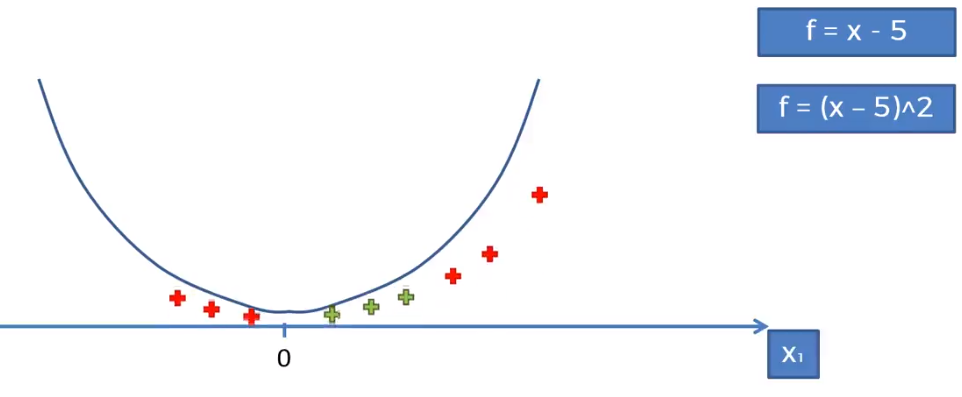 f = x - 5
f = (x – 5)^2
0
x₁